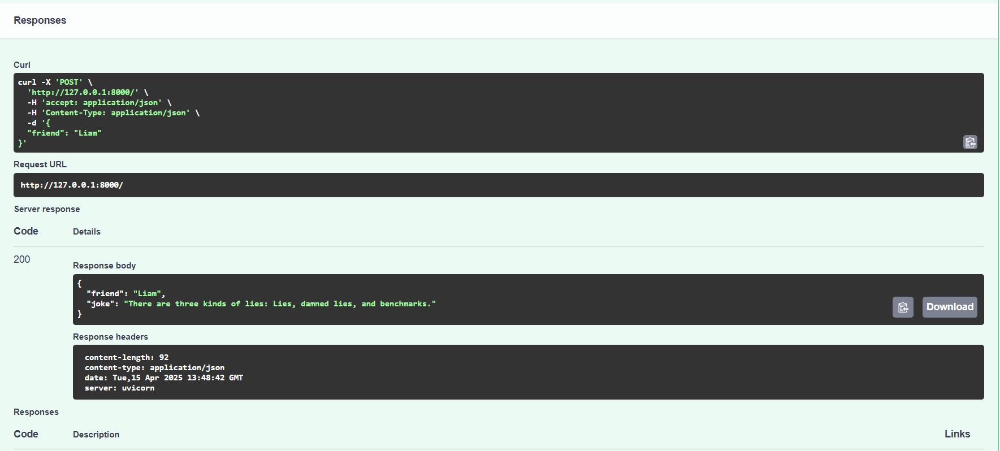 Responses
Curl
curl -X 'POST' \
  'http://127.0.0.1:8000/' \
  -H 'accept: application/json' \
  -H 'Content-Type: application/json' \
  -d '{
  "friend": "Liam"
}'
Request URL
http://127.0.0.1:8000/
Server response
Code Details
200
Response body
{
  "friend": "Liam",
  "joke": "There are three kinds of lies: Lies, damned lies, and benchmarks."
}
Download
Response headers
content-length: 92
content-type: application/json
date: Tue,15 Apr 2025 13:48:42 GMT
server: uvicorn
Responses
Code Description Links